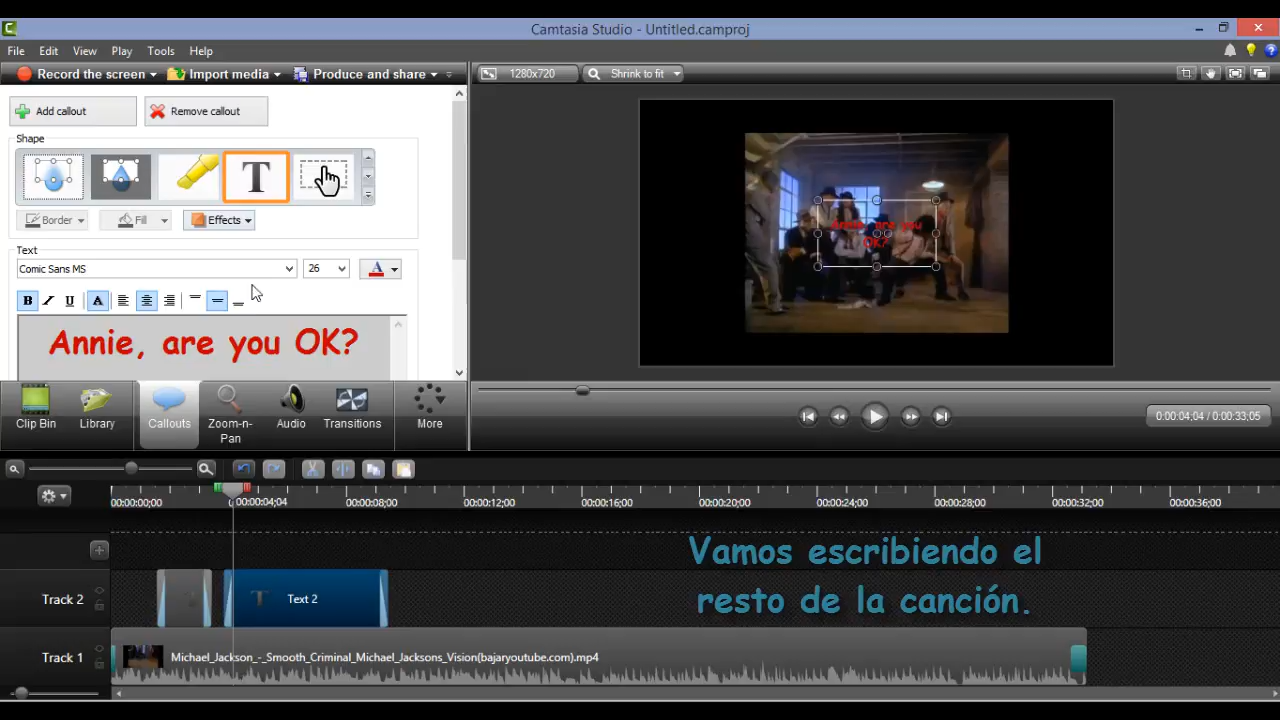 Camtasia Studio - Untitled.camproj
File Edit View Play Tools Help
Record the screen Import media Produce and share
1280x720 Shrink to fit
Add callout Remove callout
Shape
T
Border Fill Effects
Text
Comic Sans MS 26 A
B I U A
Annie, are you OK?
Annie, are you
OK?
Clip Bin Library Callouts Zoom-n-Pan Audio Transitions More
0:00:04;04 / 0:00:33;05
00:00:00;00 00:00:04;04 00:00:08;00 00:00:12;00 00:00:16;00 00:00:20;00 00:00:24;00 00:00:28;00 00:00:32;00 00:00:36;00
Vamos escribiendo el
resto de la canción.
Track 2 T Text 2
Track 1 Michael_Jackson_-_Smooth_Criminal_Michael_Jacksons_Vision(bajaryoutube.com).mp4